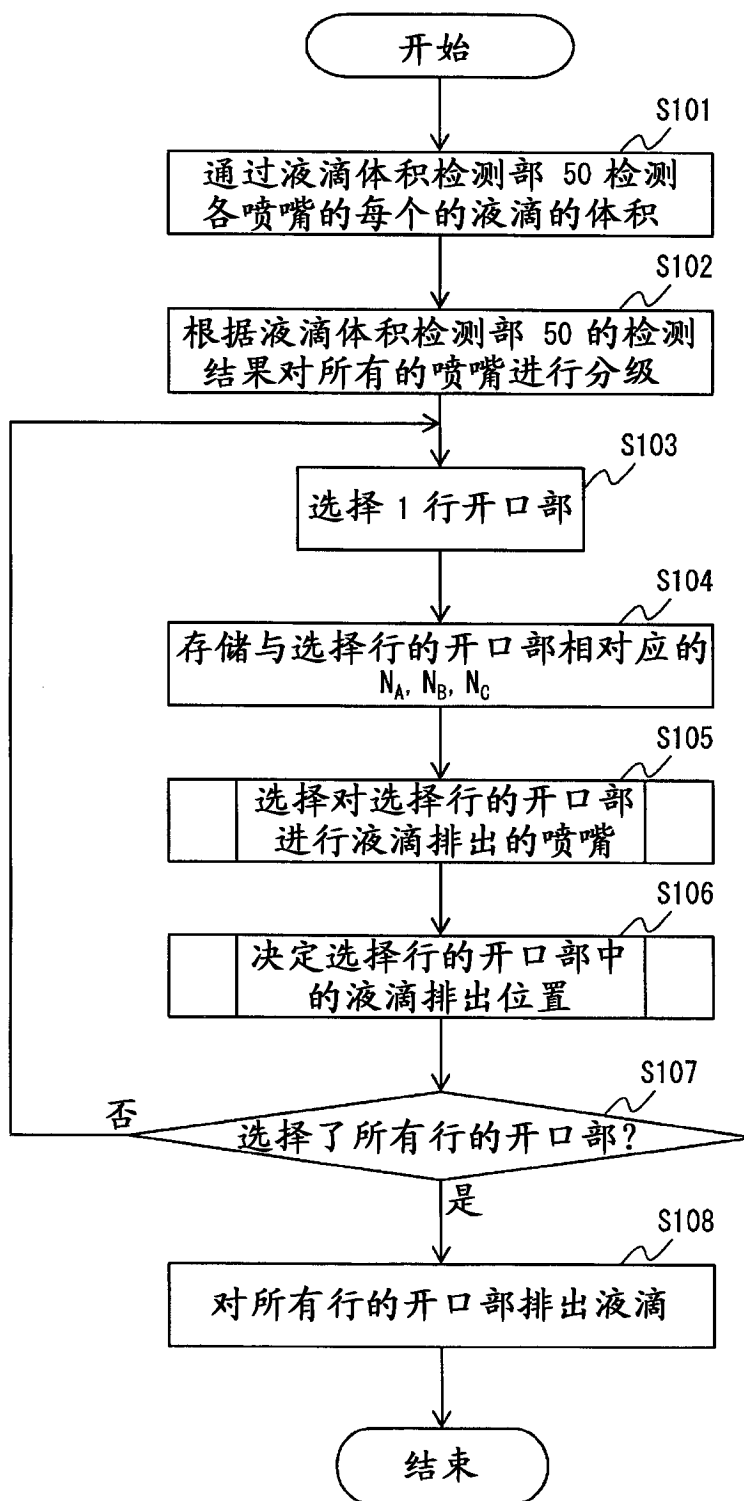 开始
S101
通过液滴体积检测部 50 检测
各喷嘴的每个的液滴的体积
S102
根据液滴体积检测部 50 的检测
结果对所有的喷嘴进行分级
S103
选择 1 行开口部
S104
存储与选择行的开口部相对应的
N_A, N_B, N_C
S105
选择对选择行的开口部
进行液滴排出的喷嘴
S106
决定选择行的开口部中
的液滴排出位置
S107
否
选择了所有行的开口部?
是
S108
对所有行的开口部排出液滴
结束